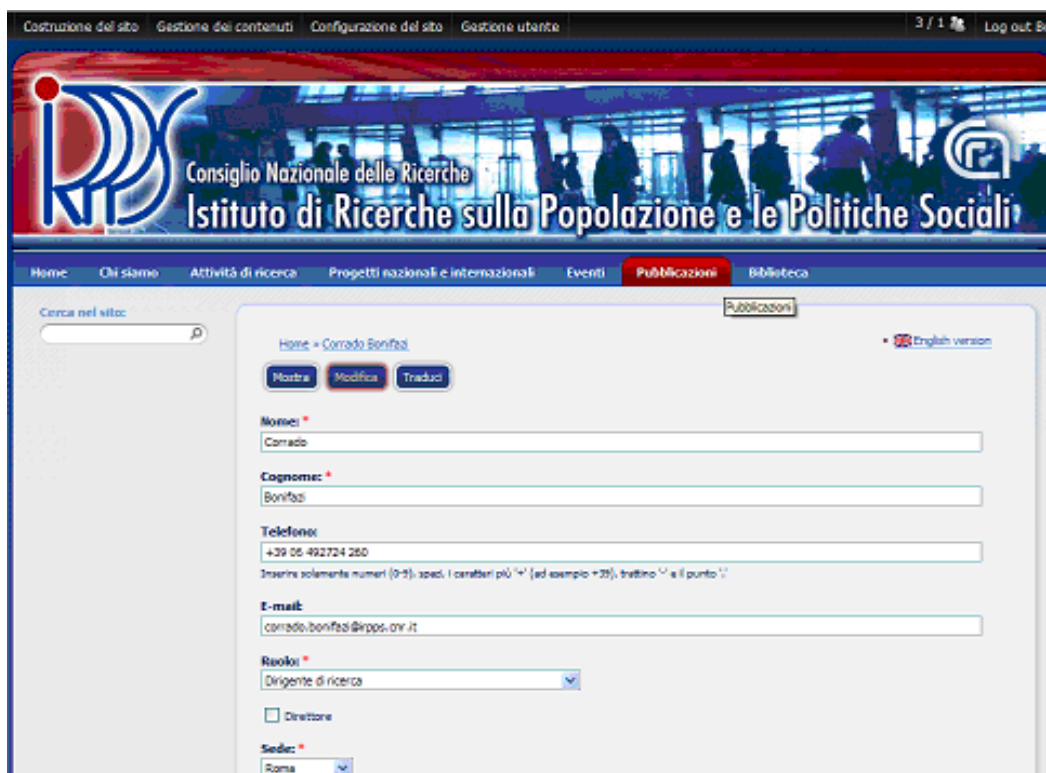 Costruzione del sito Gestione dei contenuti Configurazione del sito Gestione utente 3 / 1 Log out
IRPPS
Consiglio Nazionale delle Ricerche
Istituto di Ricerche sulla Popolazione e le Politiche Sociali
Home Chi siamo Attività di ricerca Progetti nazionali e internazionali Eventi Pubblicazioni Biblioteca
Pubblicazioni
Cerca nel sito:
Home » Corrado Bonifazi
English version
Mostra Modifica Traduci
Nome: *
Corrado
Cognome: *
Bonifazi
Telefono:
+39 06 492724 260
Inserire solamente numeri (0-9), spazi, i caratteri più '+' (ad esempio +39), trattino '-' e il punto '.'
E-mail:
corrado.bonifazi@irpps.cnr.it
Ruolo: *
Dirigente di ricerca
Direttore
Sede: *
Roma